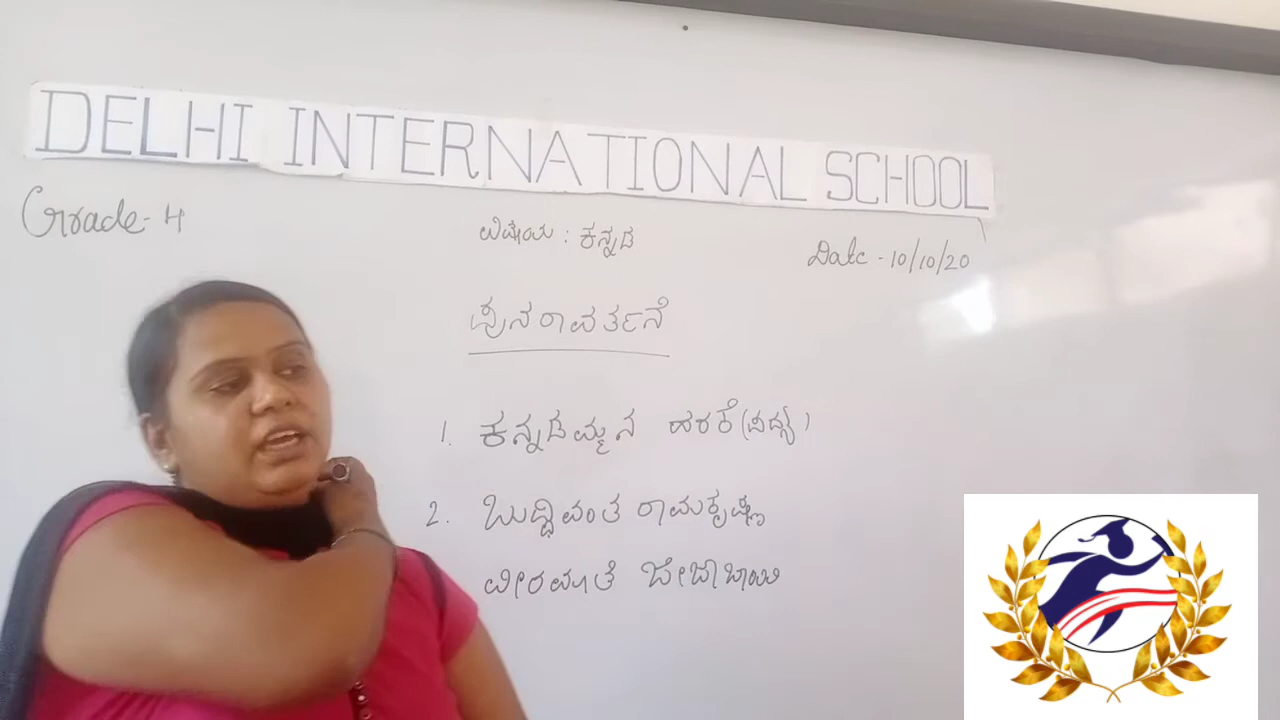 DELHI INTERNATIONAL SCHOOL
Grade - 4
ವಿಷಯ : ಕನ್ನಡ
Date - 10/10/20
ಪುನರಾವರ್ತನೆ
1. ಕನ್ನಡಮ್ಮನ ಹರಕೆ (ಪದ್ಯ)
2. ಬುದ್ಧಿವಂತ ರಾಮಕೃಷ್ಣ
ವೀರಮಾತೆ ಜೀಜಾಬಾಯಿ